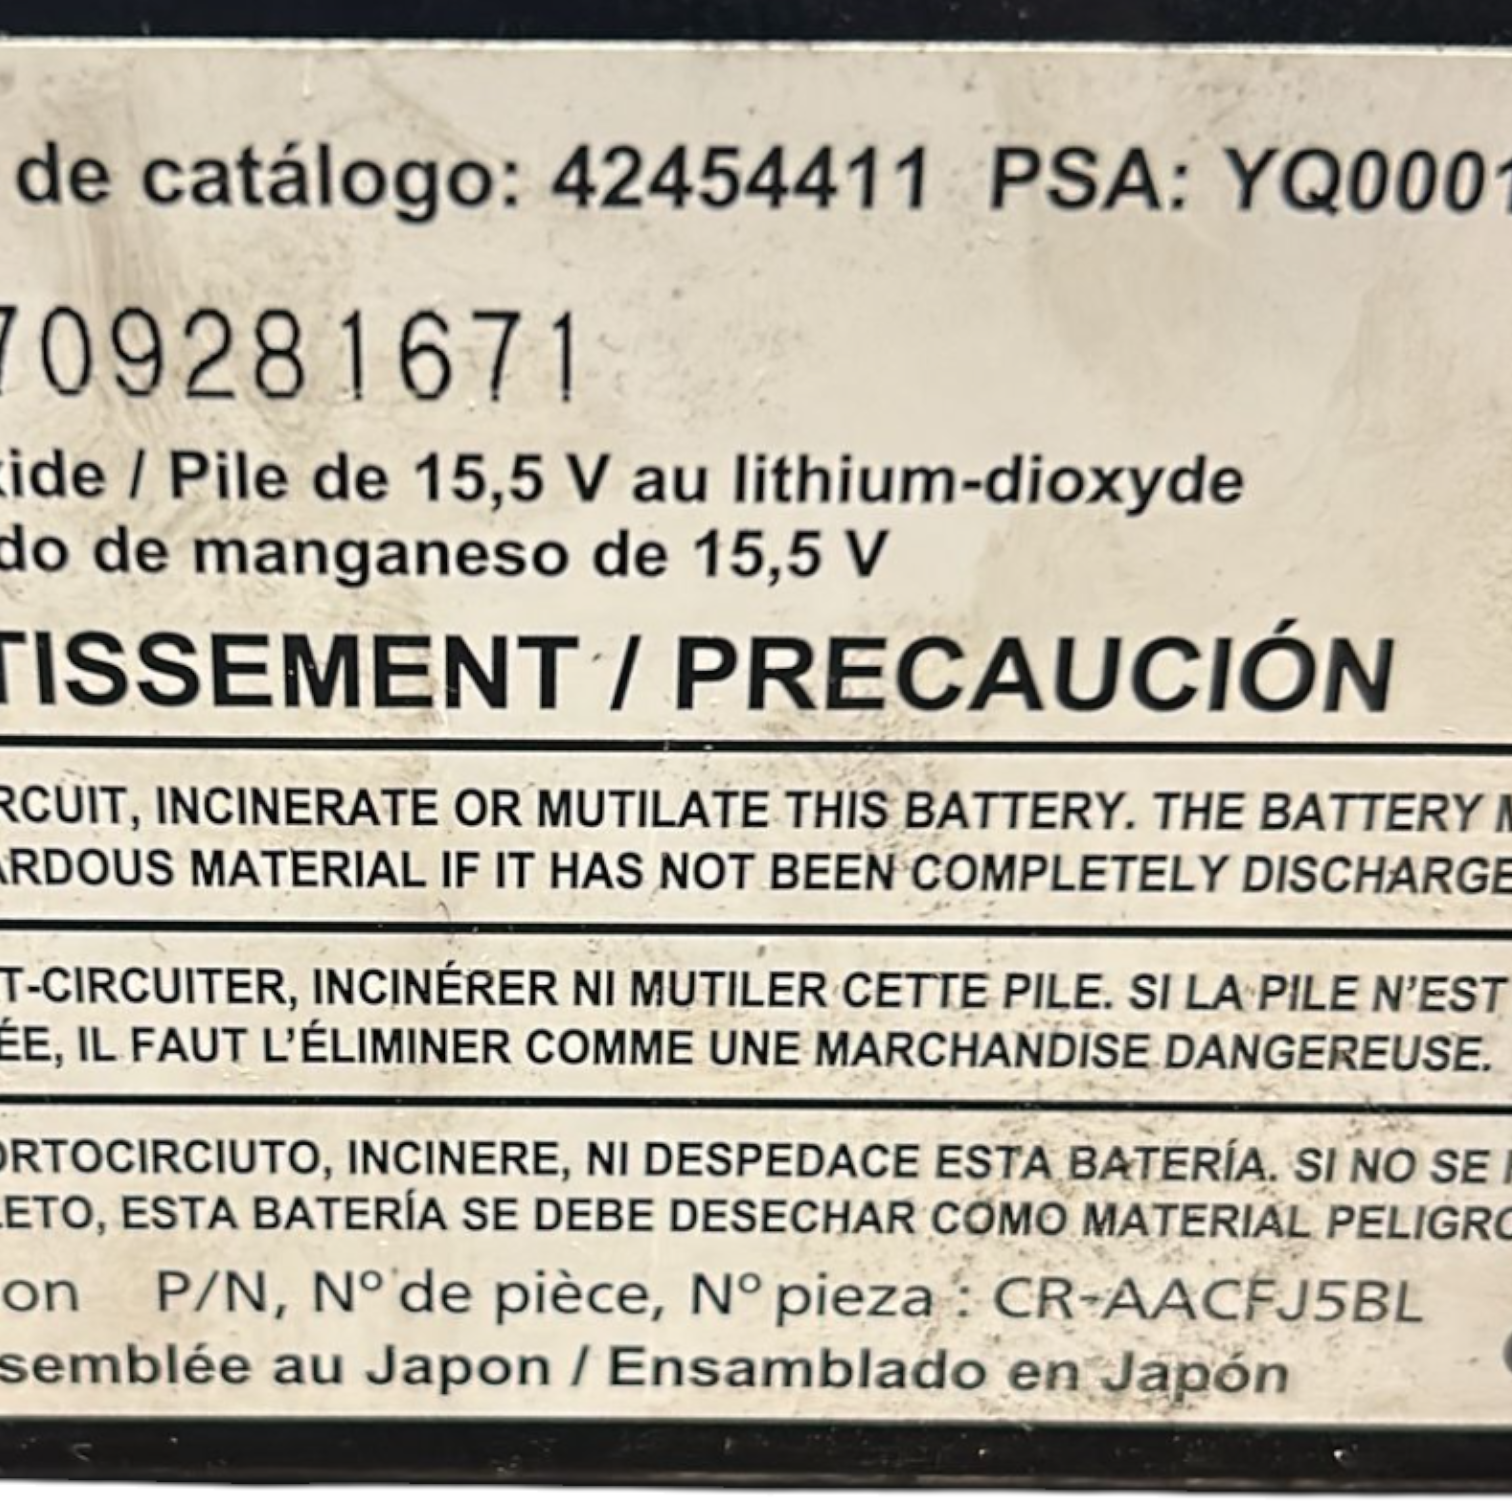 de catálogo: 42454411 PSA: YQ0001
709281671
xide / Pile de 15,5 V au lithium-dioxyde
do de manganeso de 15,5 V
TISSEMENT / PRECAUCIÓN
RCUIT, INCINERATE OR MUTILATE THIS BATTERY. THE BATTERY M
ARDOUS MATERIAL IF IT HAS NOT BEEN COMPLETELY DISCHARGE
T-CIRCUITER, INCINÉRER NI MUTILER CETTE PILE. SI LA PILE N'EST
ÉE, IL FAUT L'ÉLIMINER COMME UNE MARCHANDISE DANGEREUSE.
ORTOCIRCIUTO, INCINERE, NI DESPEDACE ESTA BATERÍA. SI NO SE
LETO, ESTA BATERÍA SE DEBE DESECHAR COMO MATERIAL PELIGRO
on P/N, Nº de pièce, Nº pieza : CR-AACFJ5BL
semblée au Japon / Ensamblado en Japón